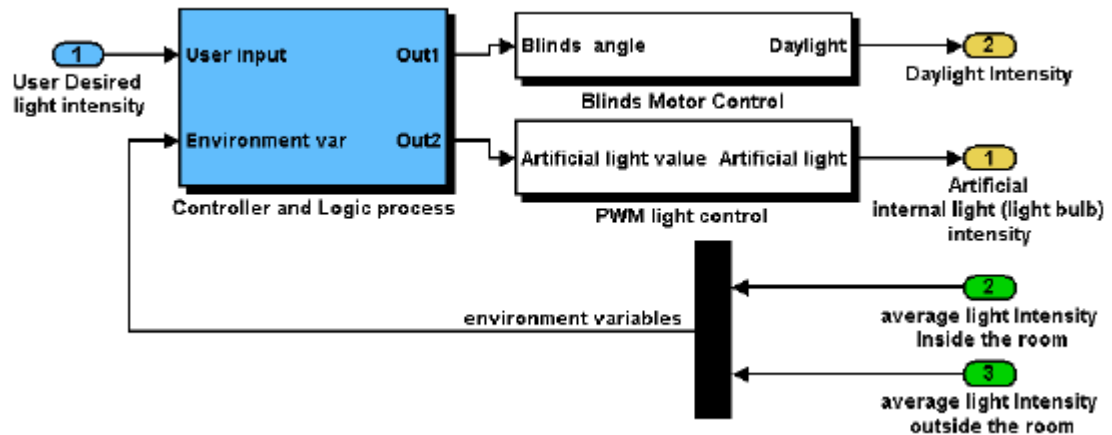 1
User Desired
light intensity
User input
Out1
Environment var
Out2
Controller and Logic process
Blinds angle
Daylight
Blinds Motor Control
2
Daylight Intensity
Artificial light value
Artificial light
PWM light control
1
Artificial
internal light (light bulb)
intensity
environment variables
2
average light Intensity
Inside the room
3
average light Intensity
outside the room